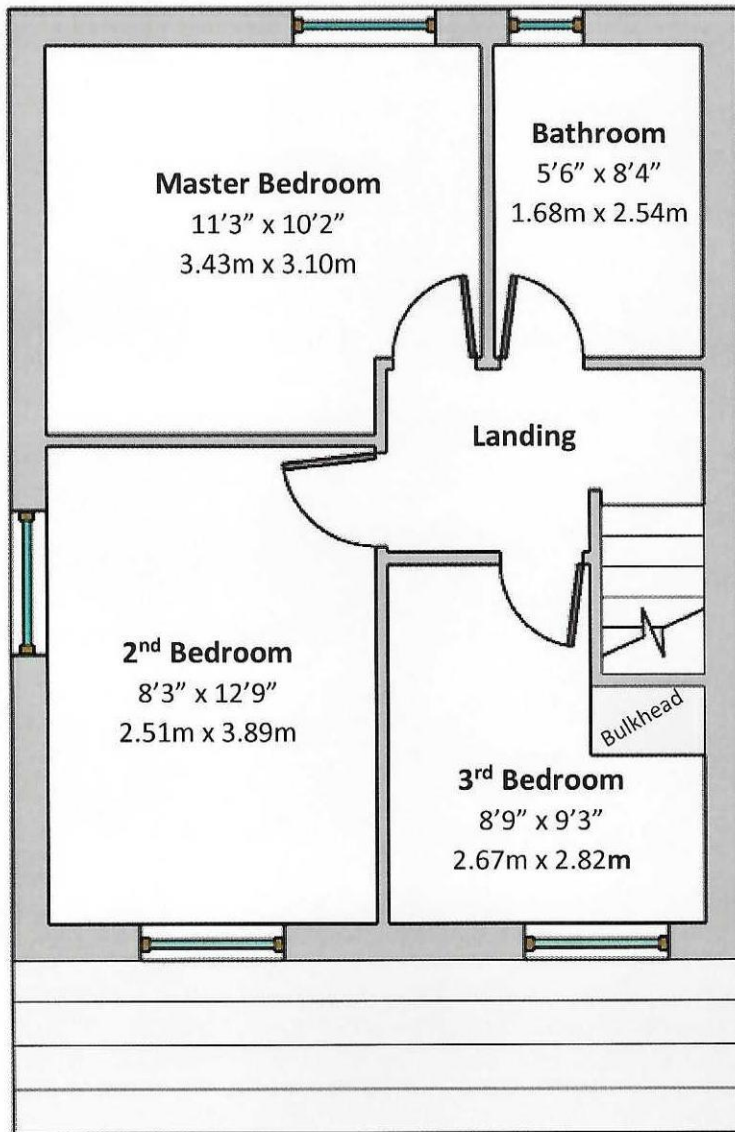 Master Bedroom
11’3” x 10’2”
3.43m x 3.10m
Bathroom
5’6” x 8’4”
1.68m x 2.54m
Landing
2nd Bedroom
8’3” x 12’9”
2.51m x 3.89m
Bulkhead
3rd Bedroom
8’9” x 9’3”
2.67m x 2.82m